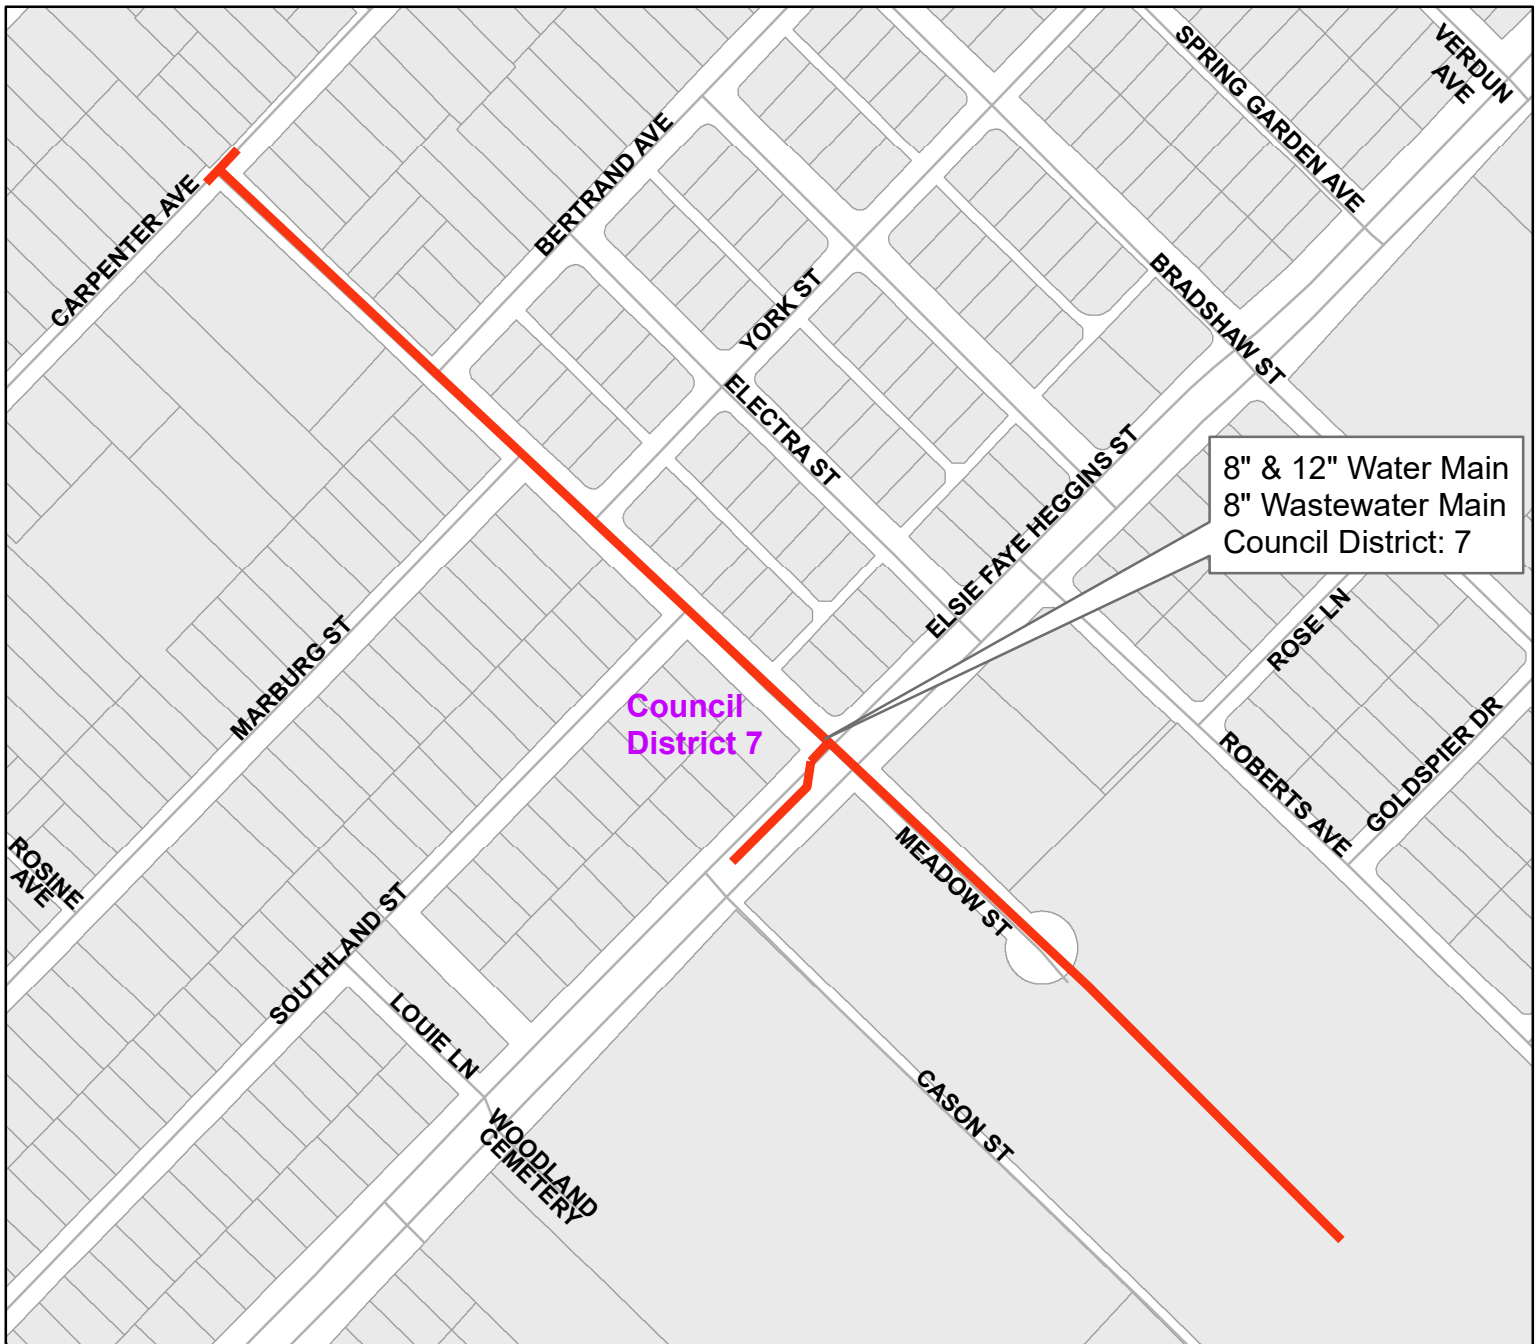 VERDUN
AVE
SPRING GARDEN AVE
BERTRAND AVE
CARPENTER AVE
YORK ST
BRADSHAW ST
ELECTRA ST
ELSIE FAYE HEGGINS ST
8" & 12" Water Main
8" Wastewater Main
Council District: 7
ROSE LN
MARBURG ST
Council
District 7
GOLDSPIER DR
ROBERTS AVE
MEADOW ST
ROSINE
AVE
SOUTHLAND ST
LOUIE LN
CASON ST
WOODLAND
CEMETERY